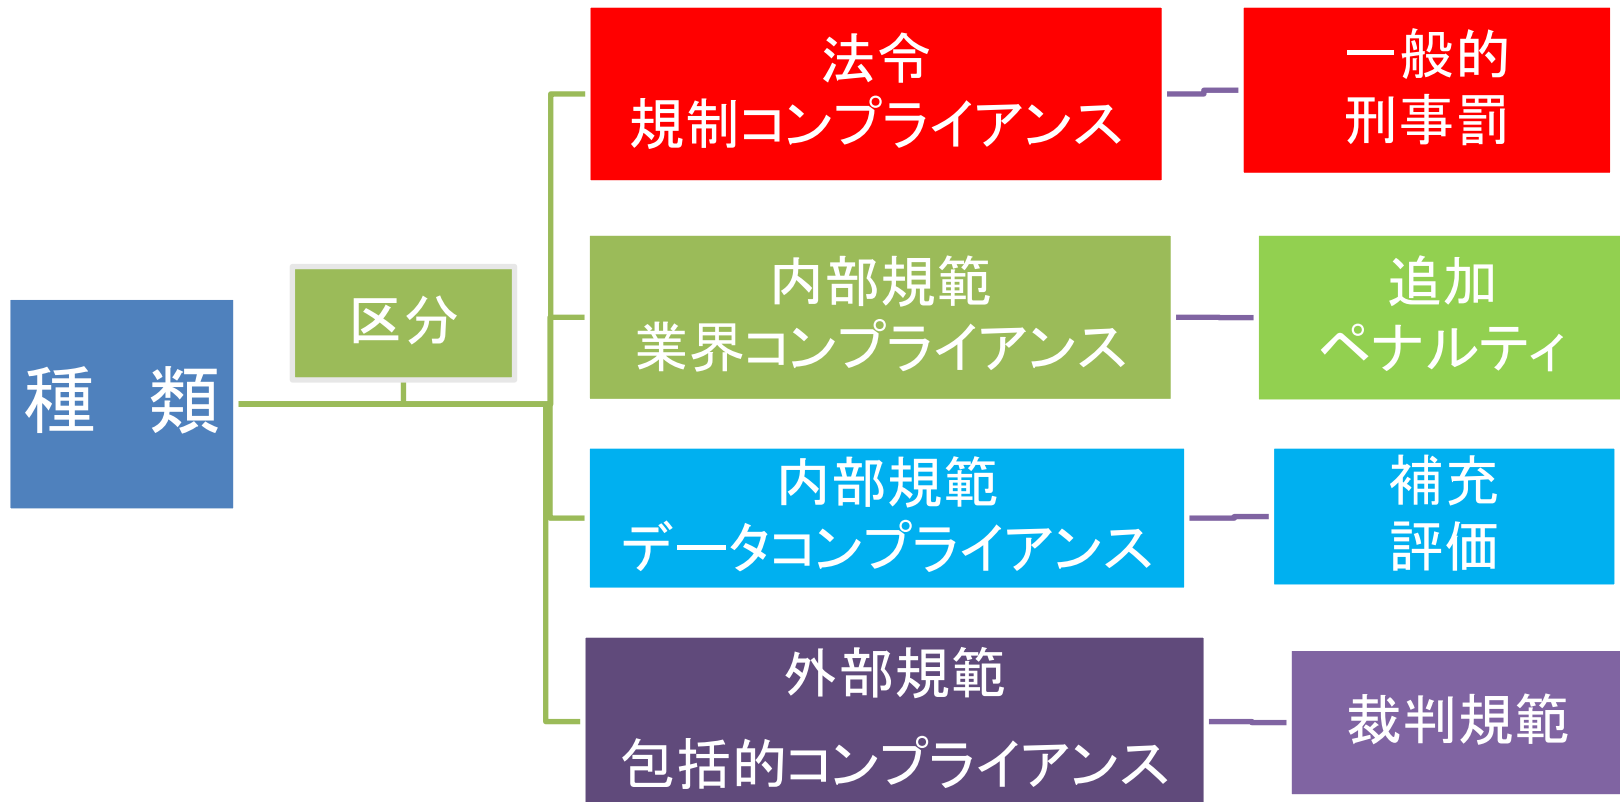 種　類
区分
法令
規制コンプライアンス
一般的
刑事罰
内部規範
業界コンプライアンス
追加
ペナルティ
内部規範
データコンプライアンス
補充
評価
外部規範
包括的コンプライアンス
裁判規範